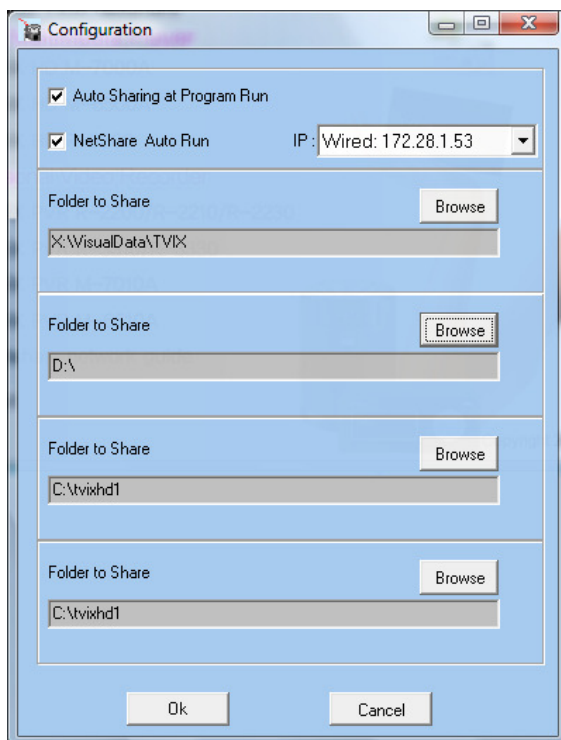 Configuration
Auto Sharing at Program Run
NetShare Auto Run IP : Wired: 172.28.1.53
Folder to Share
Browse
X:\VisualData\TVIX
Folder to Share
Browse
D:\
Folder to Share
Browse
C:\tvixhd1
Folder to Share
Browse
C:\tvixhd1
Ok
Cancel